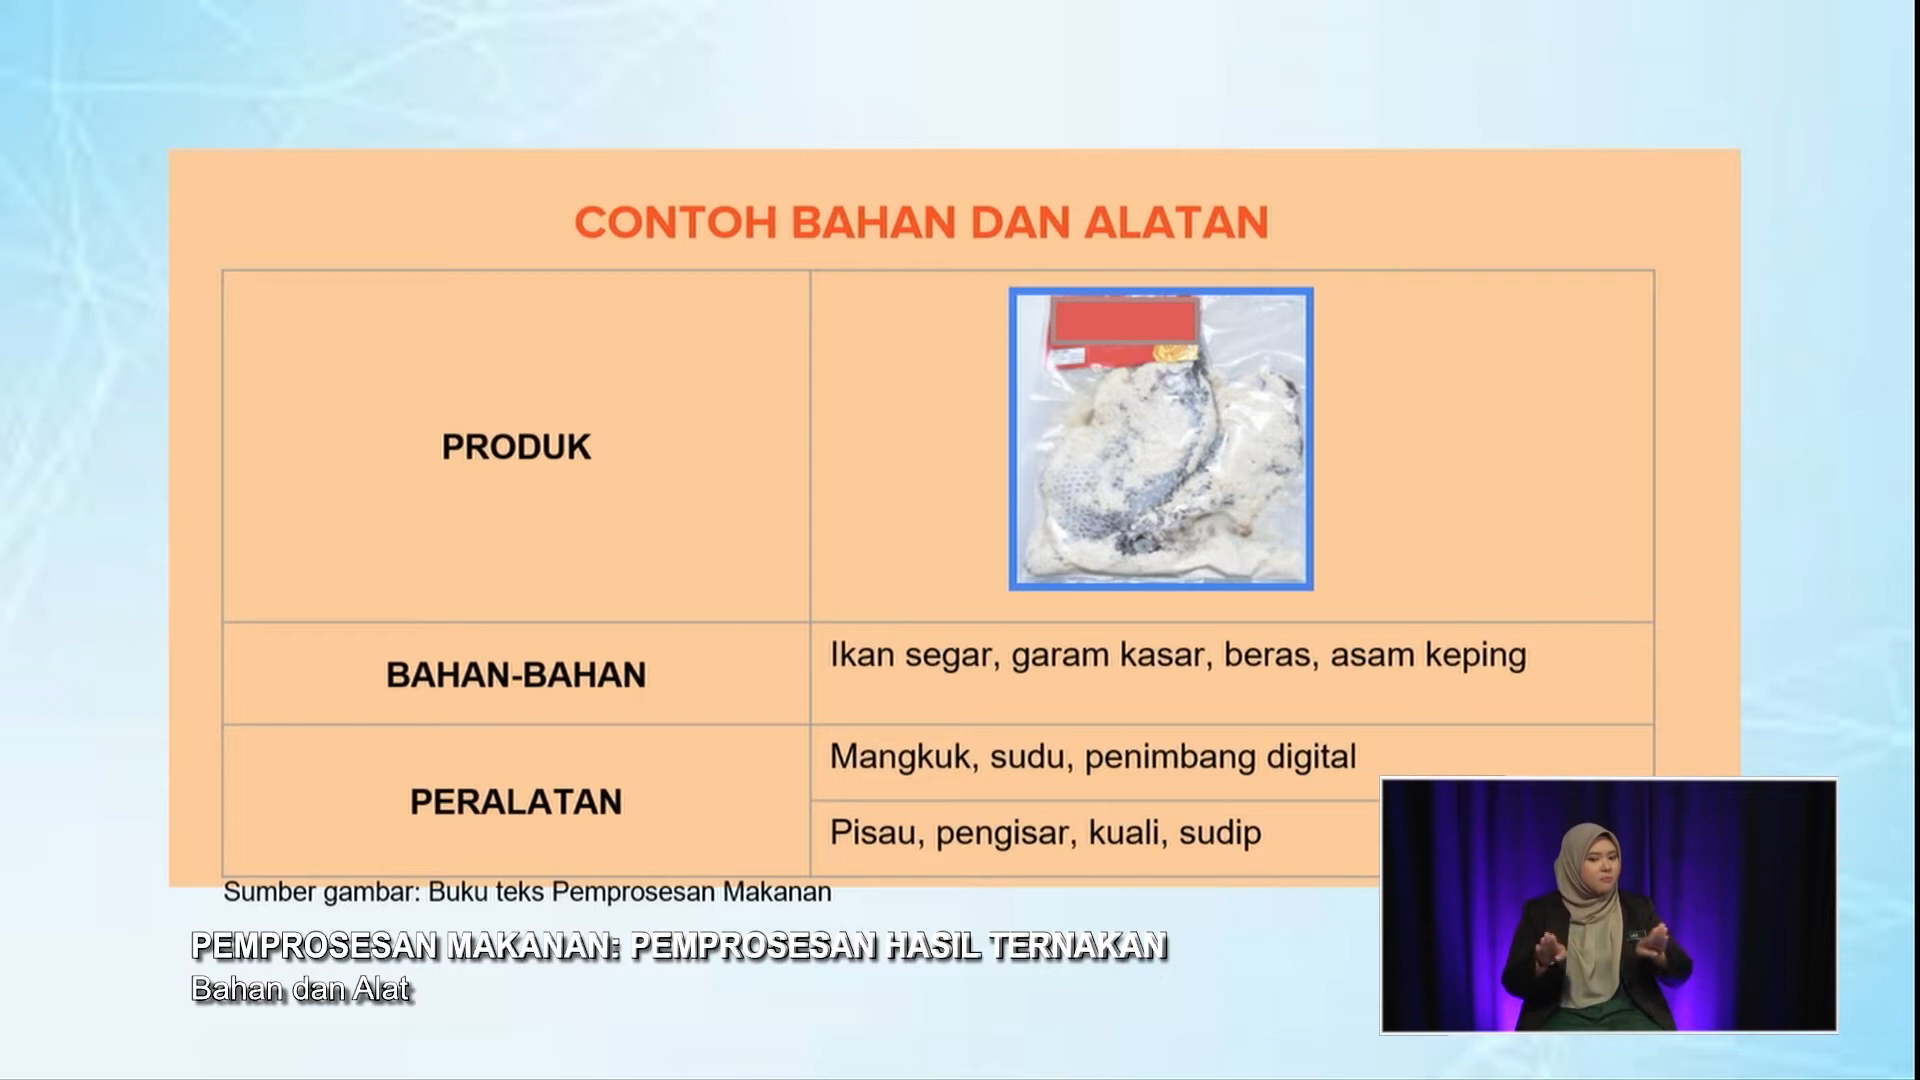 CONTOH BAHAN DAN ALATAN
PRODUK
BAHAN-BAHAN
Ikan segar, garam kasar, beras, asam keping
PERALATAN
Mangkuk, sudu, penimbang digital
Pisau, pengisar, kuali, sudip
Sumber gambar: Buku teks Pemprosesan Makanan
PEMPROSESAN MAKANAN: PEMPROSESAN HASIL TERNAKAN
Bahan dan Alat